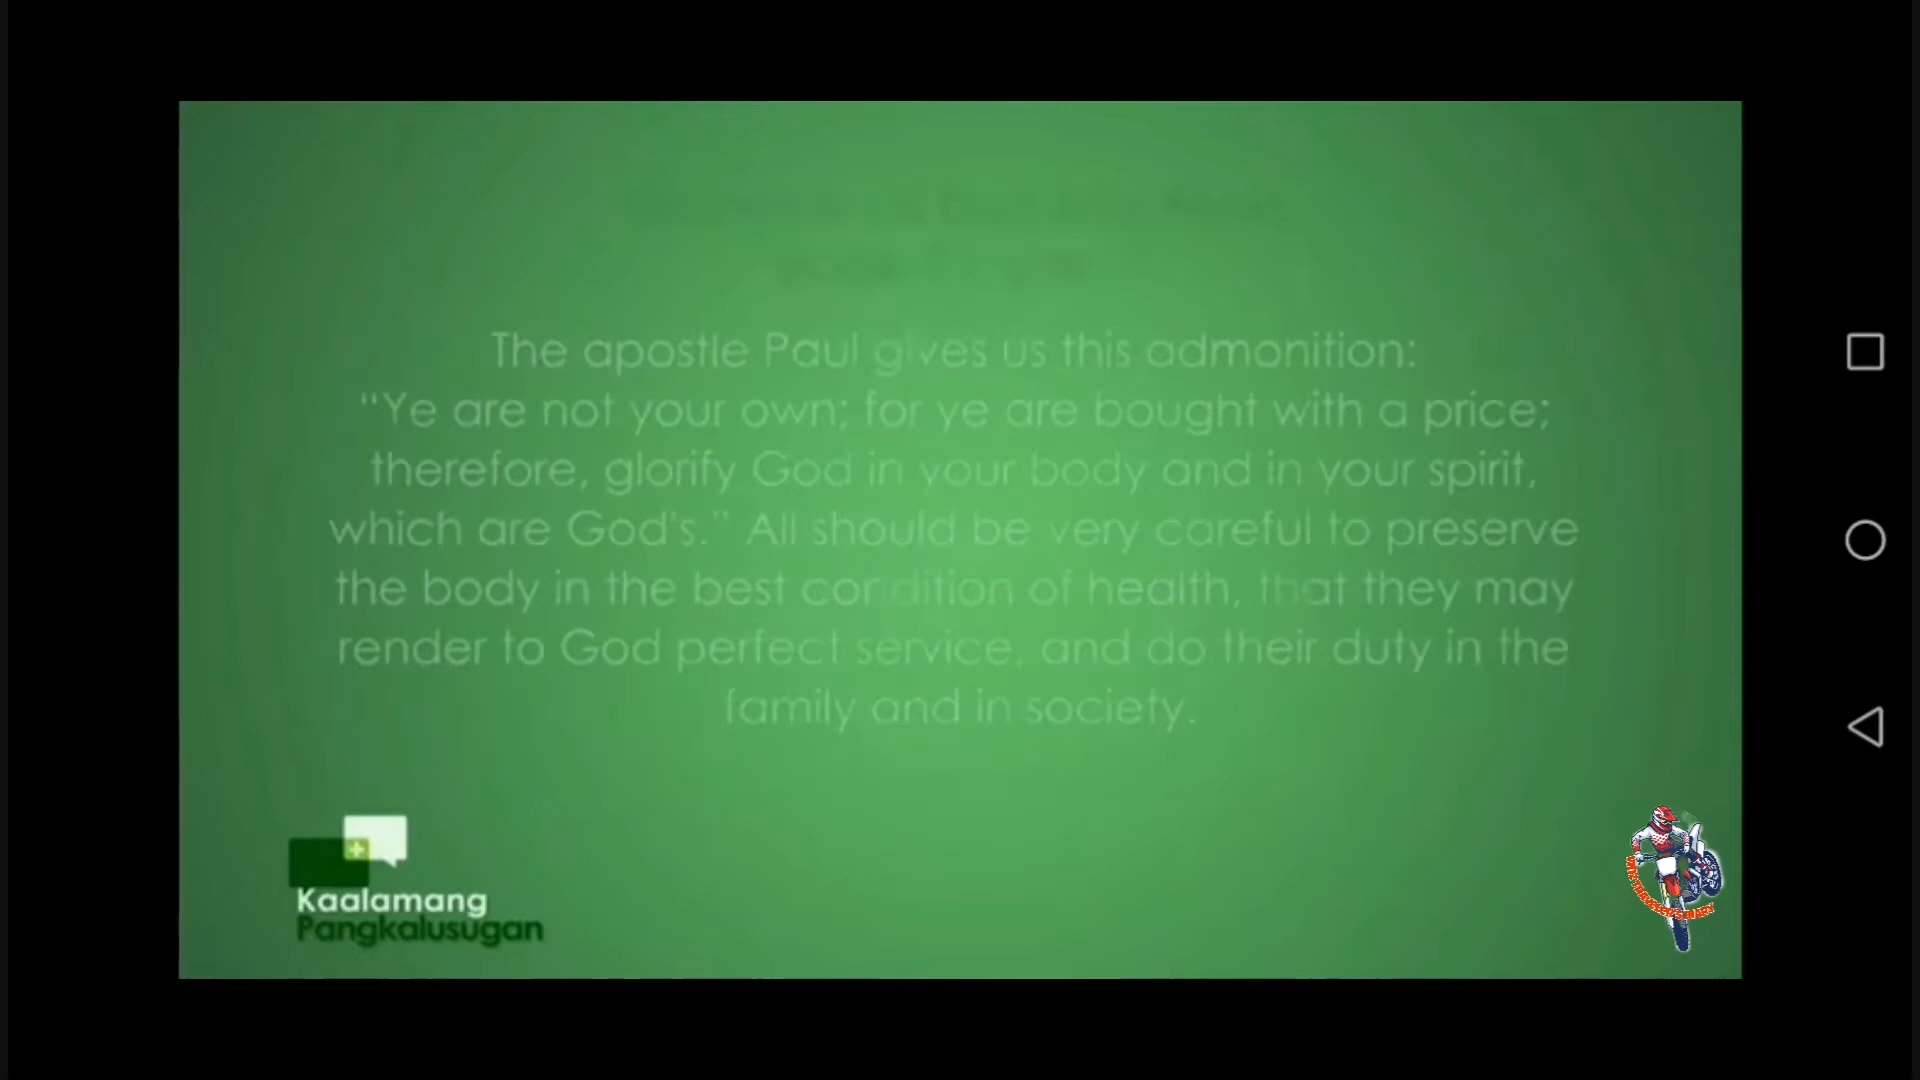 The apostle Paul gives us this admonition:
“Ye are not your own; for ye are bought with a price;
therefore, glorify God in your body and in your spirit,
which are God's.” All should be very careful to preserve
the body in the best condition of health, that they may
render to God perfect service, and do their duty in the
family and in society.
Kaalamang
Pangkalusugan